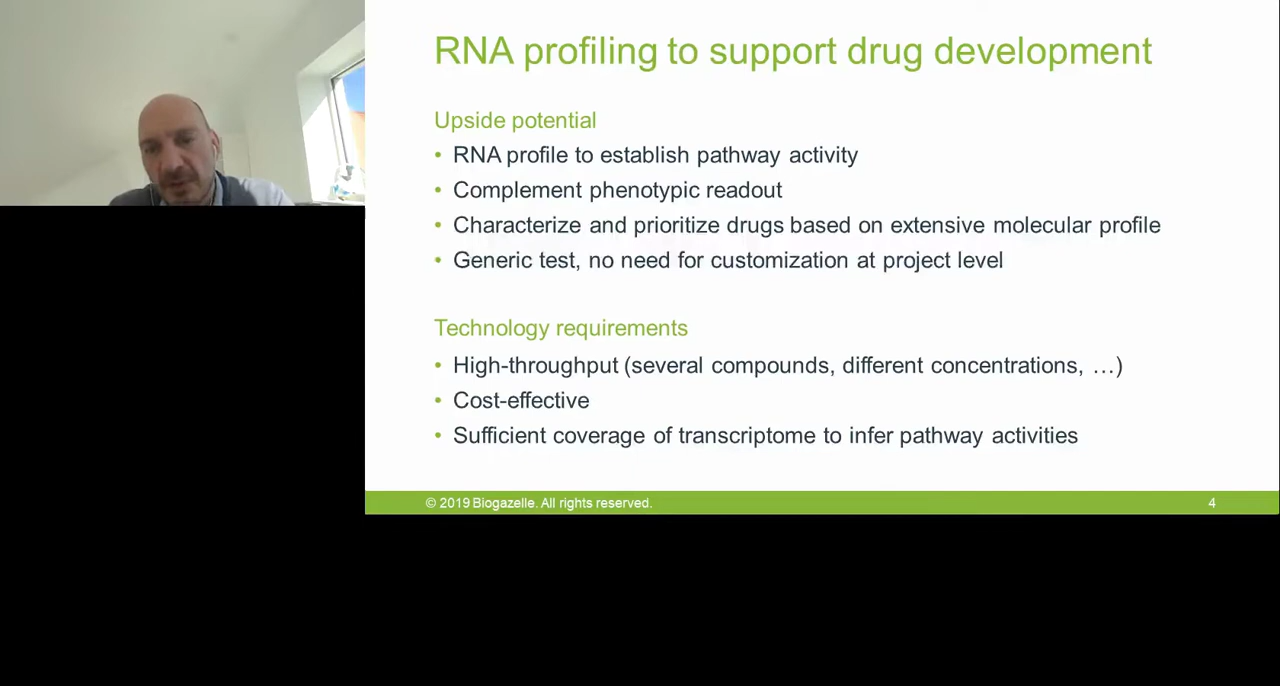 RNA profiling to support drug development
Upside potential
• RNA profile to establish pathway activity
• Complement phenotypic readout
• Characterize and prioritize drugs based on extensive molecular profile
• Generic test, no need for customization at project level
Technology requirements
• High-throughput (several compounds, different concentrations, …)
• Cost-effective
• Sufficient coverage of transcriptome to infer pathway activities
© 2019 Biogazelle. All rights reserved.
4